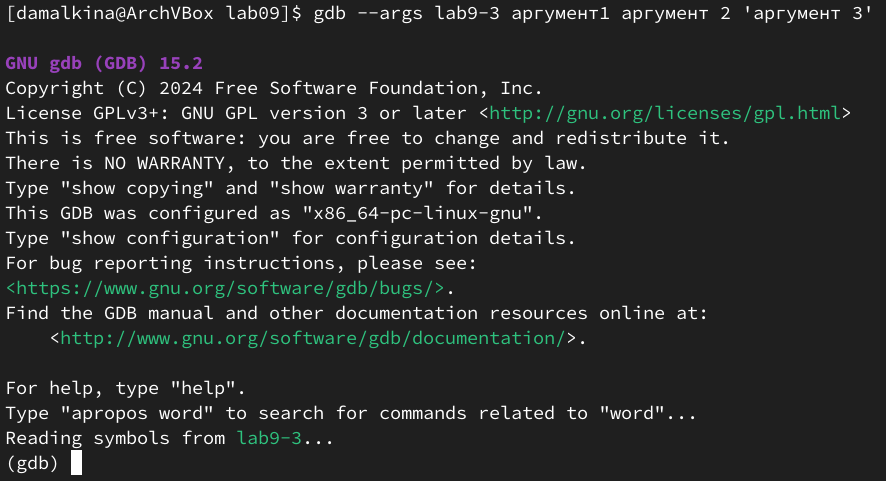 [damalkina@ArchVBox lab09]$ gdb --args lab9-3 аргумент1 аргумент 2 'аргумент 3'
GNU gdb (GDB) 15.2
Copyright (C) 2024 Free Software Foundation, Inc.
License GPLv3+: GNU GPL version 3 or later <http://gnu.org/licenses/gpl.html>
This is free software: you are free to change and redistribute it.
There is NO WARRANTY, to the extent permitted by law.
Type "show copying" and "show warranty" for details.
This GDB was configured as "x86_64-pc-linux-gnu".
Type "show configuration" for configuration details.
For bug reporting instructions, please see:
<https://www.gnu.org/software/gdb/bugs/>.
Find the GDB manual and other documentation resources online at:
    <http://www.gnu.org/software/gdb/documentation/>.
For help, type "help".
Type "apropos word" to search for commands related to "word"...
Reading symbols from lab9-3...
(gdb)